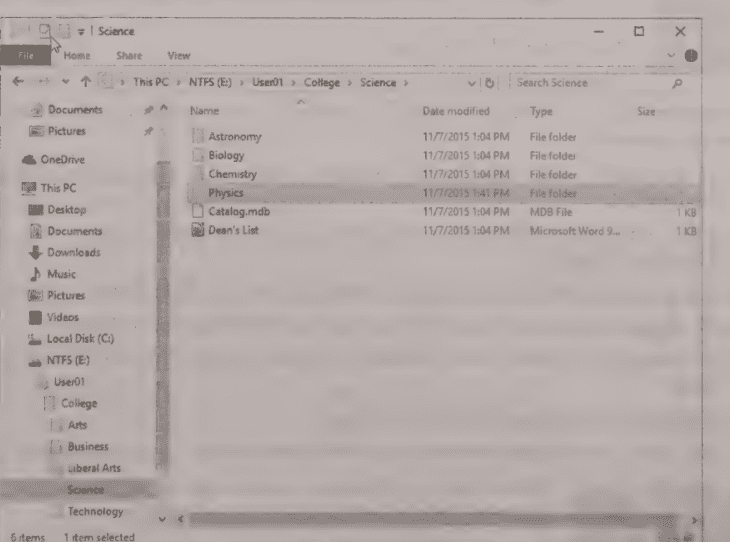 Science
File Home Share View
This PC › NTFS (E:) › User01 › College › Science › Search Science
Documents
Pictures
OneDrive
This PC
Desktop
Documents
Downloads
Music
Pictures
Videos
Local Disk (C:)
NTFS (E:)
User01
College
Arts
Business
Liberal Arts
Science
Technology
Name Date modified Type Size
Astronomy 11/7/2015 1:04 PM File folder
Biology 11/7/2015 1:04 PM File folder
Chemistry 11/7/2015 1:04 PM File folder
Physics 11/7/2015 1:41 PM File folder
Catalog.mdb 11/7/2015 1:04 PM MDB File 1 KB
Dean's List 11/7/2015 1:04 PM Microsoft Word 9... 1 KB
6 items 1 item selected